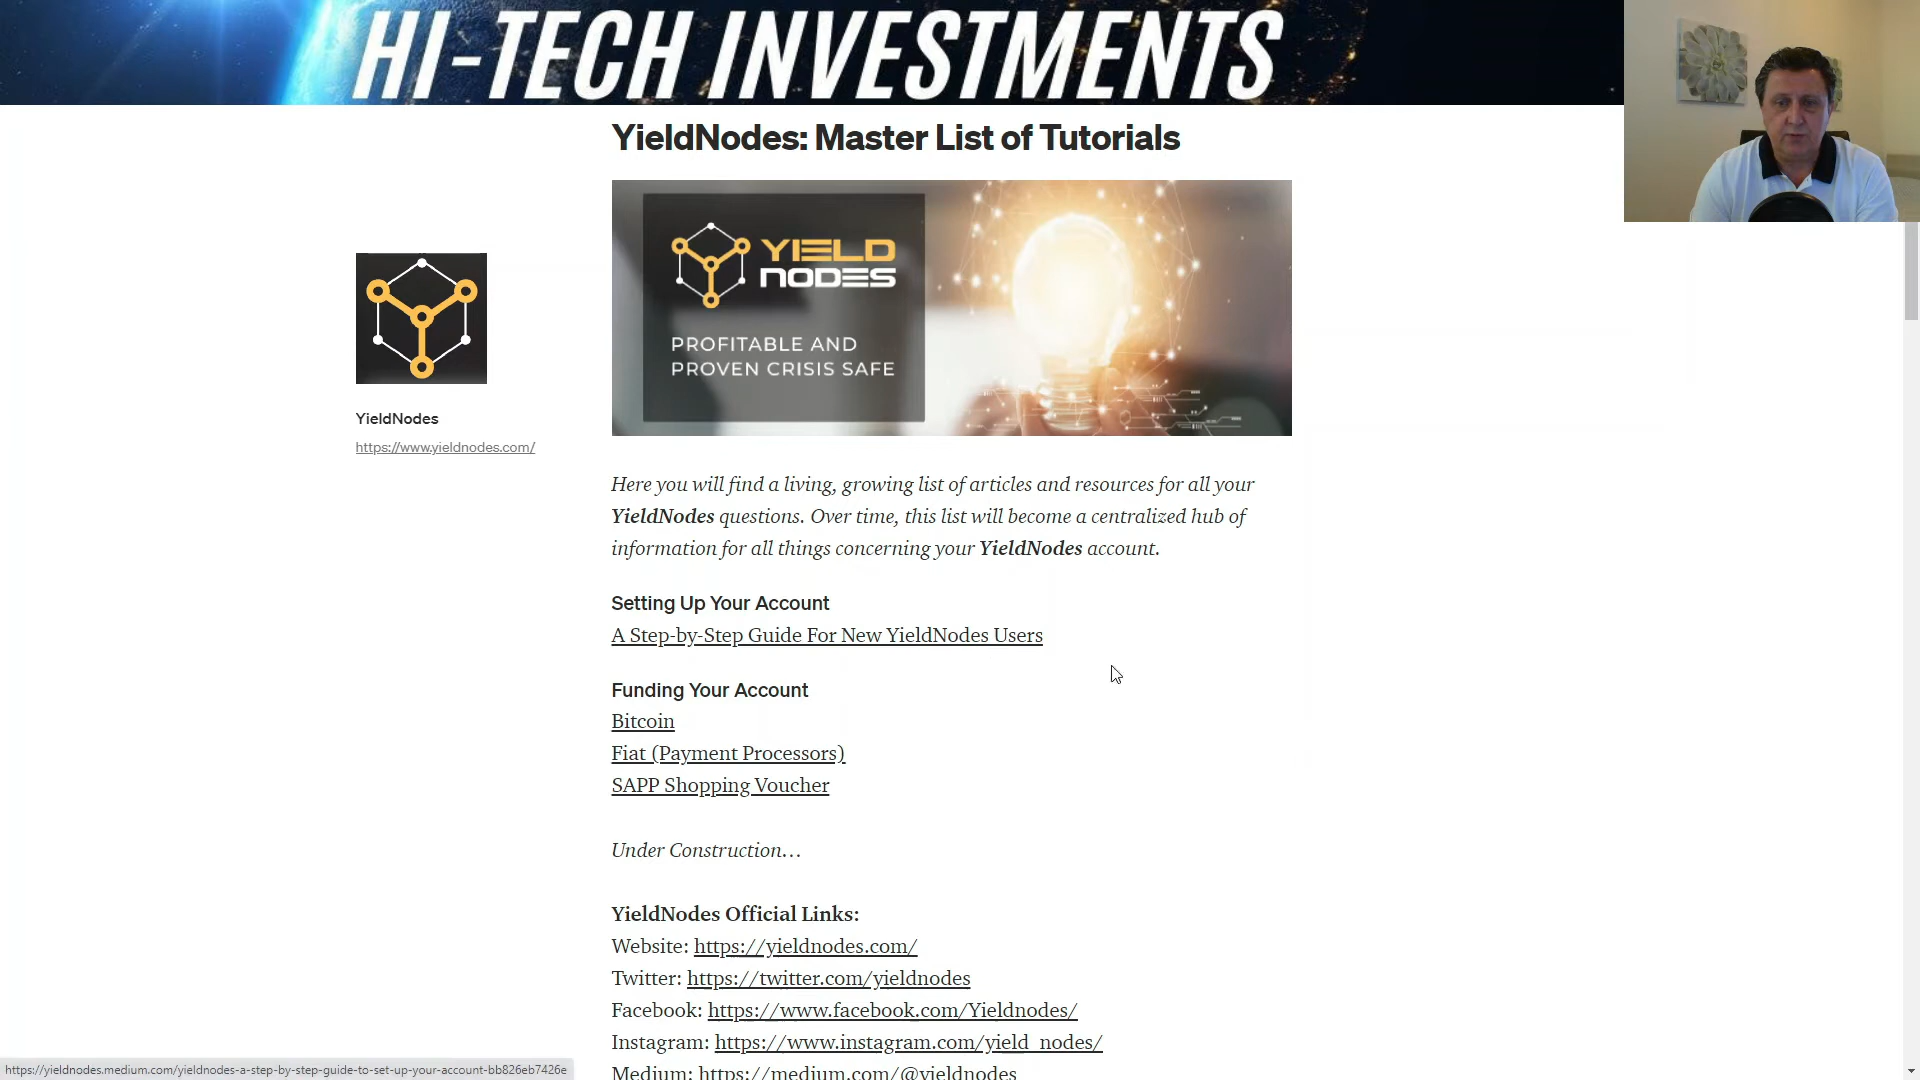 HI-TECH INVESTMENTS
YieldNodes: Master List of Tutorials
YIELD
NODES
PROFITABLE AND
PROVEN CRISIS SAFE
YieldNodes
https://www.yieldnodes.com/
Here you will find a living, growing list of articles and resources for all your
YieldNodes questions. Over time, this list will become a centralized hub of
information for all things concerning your YieldNodes account.
Setting Up Your Account
A Step-by-Step Guide For New YieldNodes Users
Funding Your Account
Bitcoin
Fiat (Payment Processors)
SAPP Shopping Voucher
Under Construction…
YieldNodes Official Links:
Website: https://yieldnodes.com/
Twitter: https://twitter.com/yieldnodes
Facebook: https://www.facebook.com/Yieldnodes/
Instagram: https://www.instagram.com/yield_nodes/
Medium: https://medium.com/@yieldnodes
https://yieldnodes.medium.com/yieldnodes-a-step-by-step-guide-to-set-up-your-account-bb826eb7426e